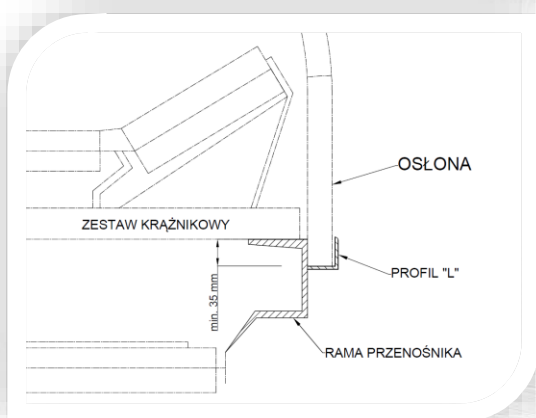 OSŁONA
ZESTAW KRĄŻNIKOWY
PROFIL "L"
min. 35 mm
RAMA PRZENOŚNIKA